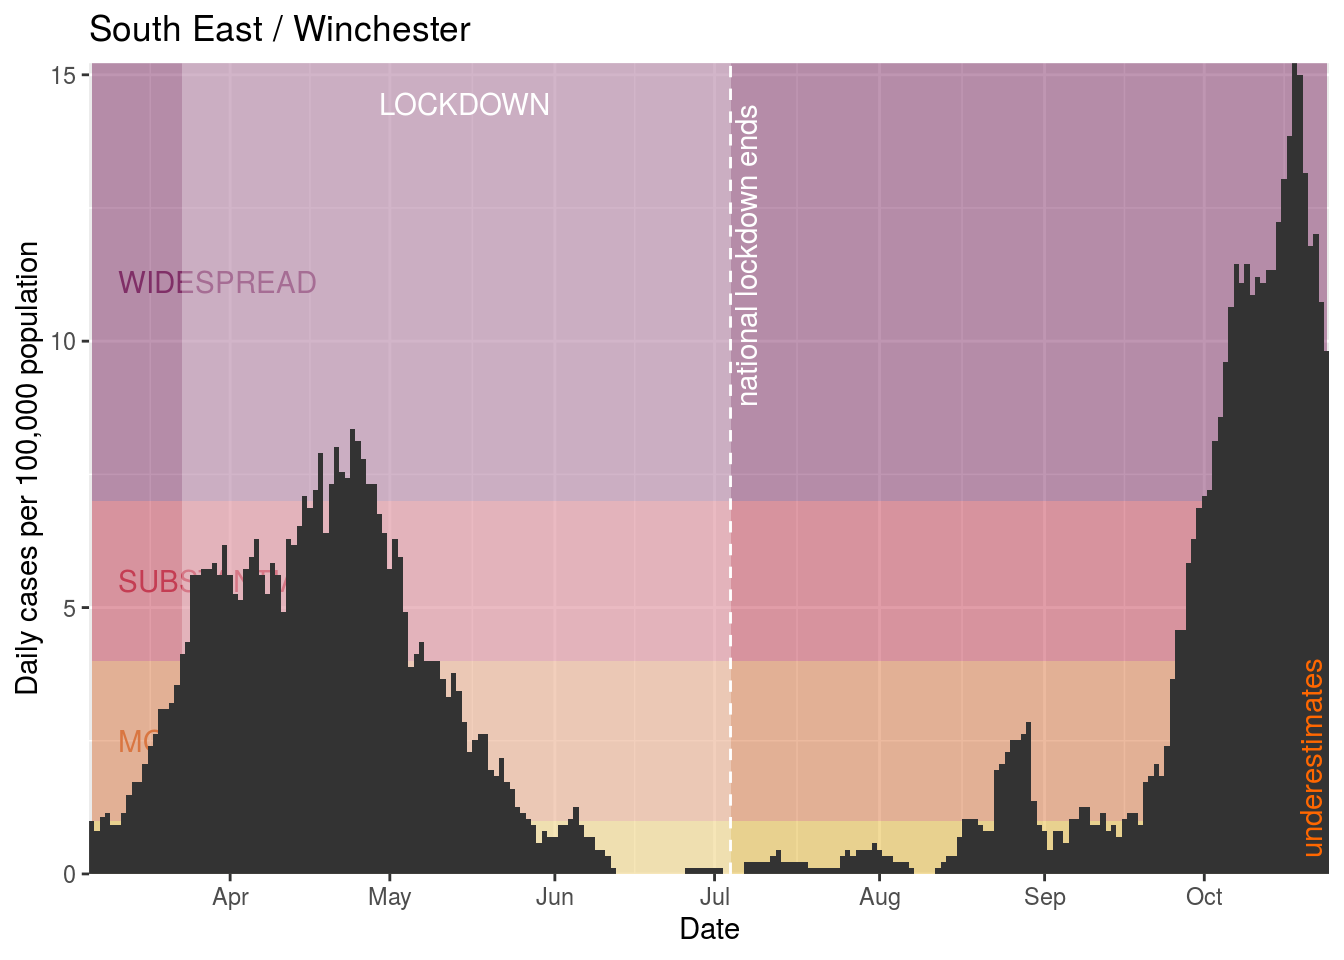 South East / Winchester
Daily cases per 100,000 population
15
10
5
0
LOCKDOWN
national lockdown ends
WIDESPREAD
underestimates
Apr
May
Jun
Jul
Aug
Sep
Oct
Date